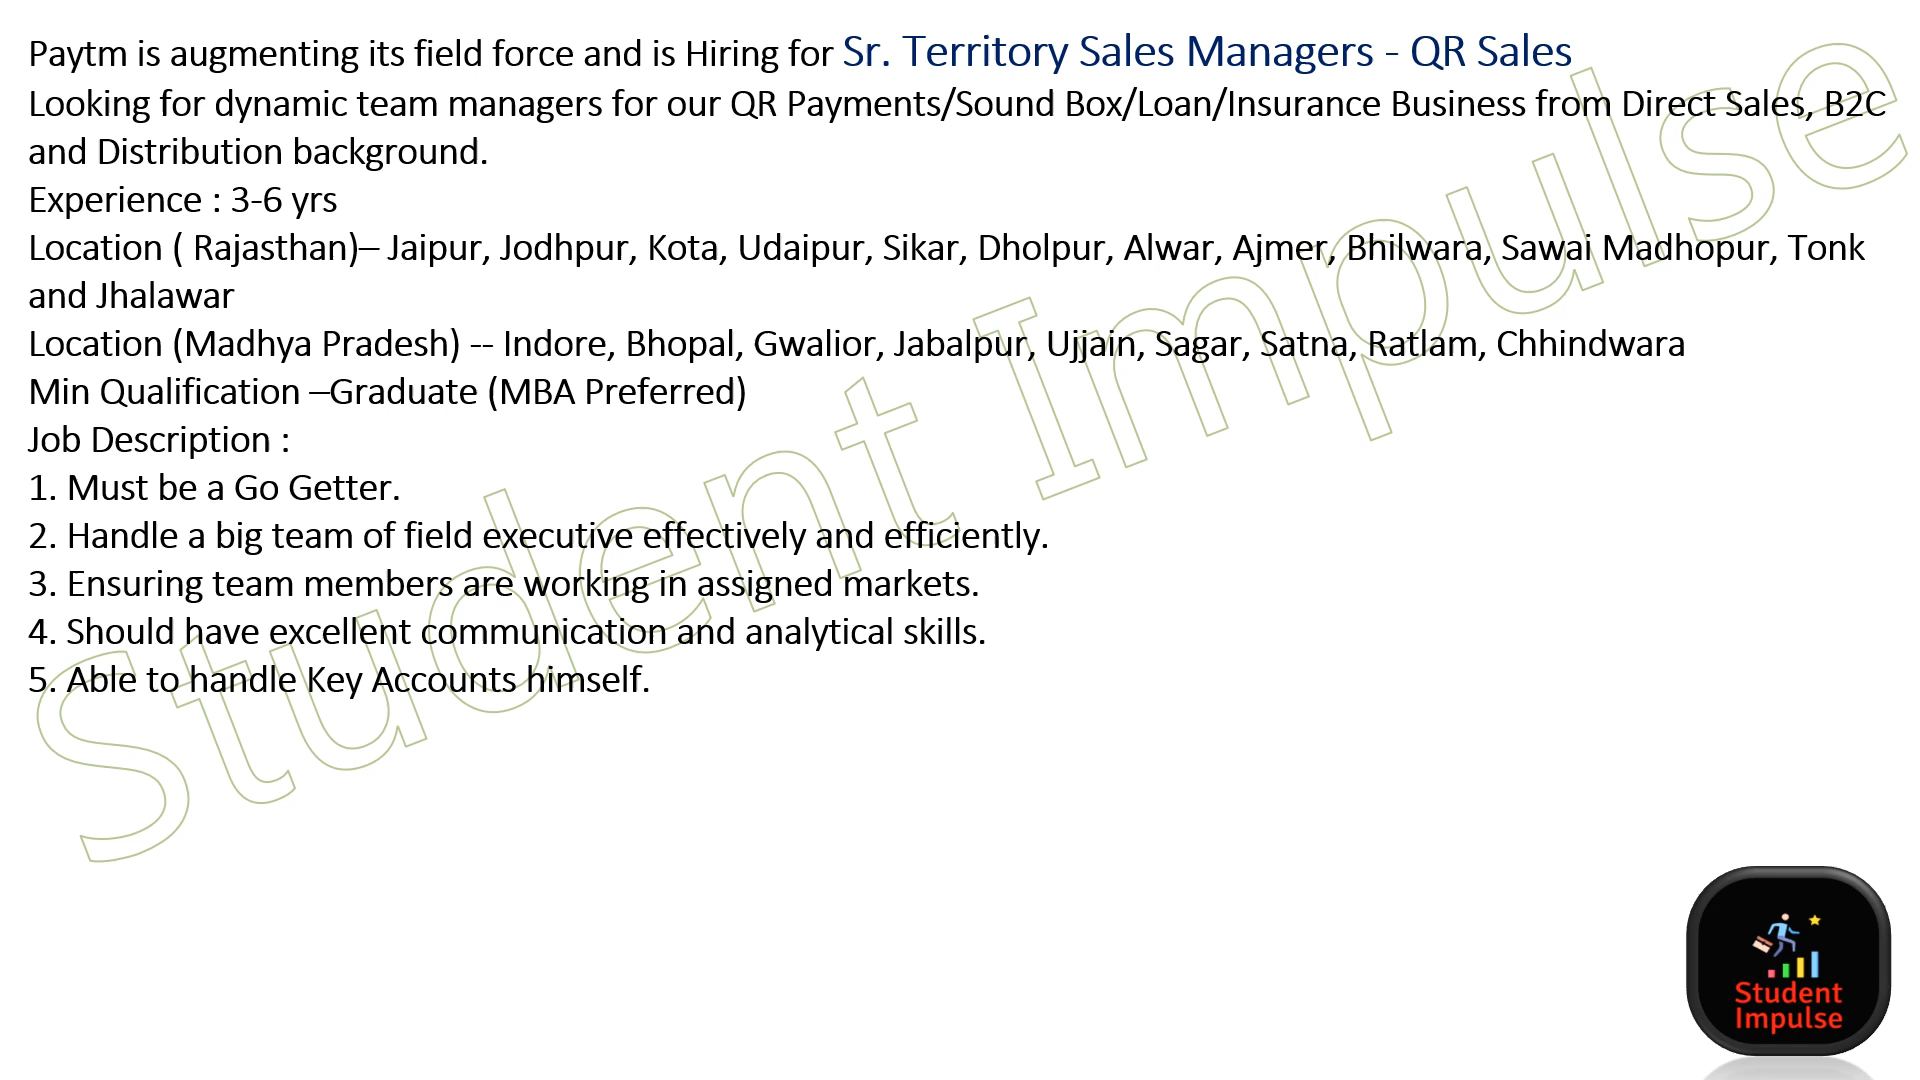 Paytm is augmenting its field force and is Hiring for Sr. Territory Sales Managers - QR Sales
Looking for dynamic team managers for our QR Payments/Sound Box/Loan/Insurance Business from Direct Sales, B2C
and Distribution background.
Experience : 3-6 yrs
Location ( Rajasthan)– Jaipur, Jodhpur, Kota, Udaipur, Sikar, Dholpur, Alwar, Ajmer, Bhilwara, Sawai Madhopur, Tonk
and Jhalawar
Location (Madhya Pradesh) -- Indore, Bhopal, Gwalior, Jabalpur, Ujjain, Sagar, Satna, Ratlam, Chhindwara
Min Qualification –Graduate (MBA Preferred)
Job Description :
1. Must be a Go Getter.
2. Handle a big team of field executive effectively and efficiently.
3. Ensuring team members are working in assigned markets.
4. Should have excellent communication and analytical skills.
5. Able to handle Key Accounts himself.
Student Impulse
Student
Impulse